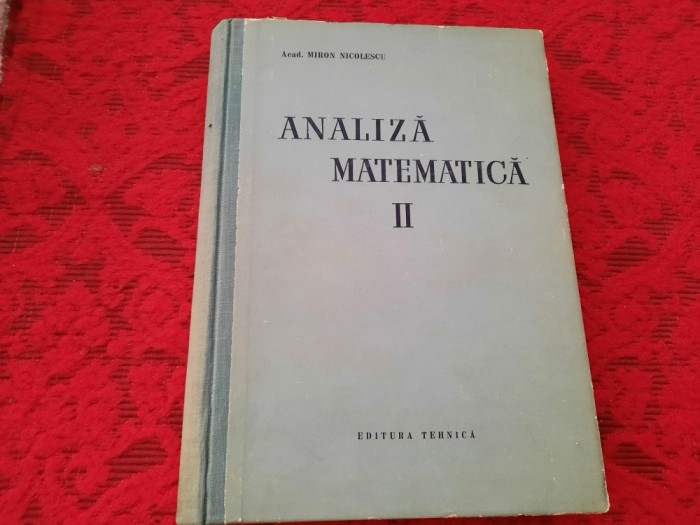 Acad. MIRON NICOLESCU
ANALIZĂ
MATEMATICĂ
II
EDITURA TEHNICĂ